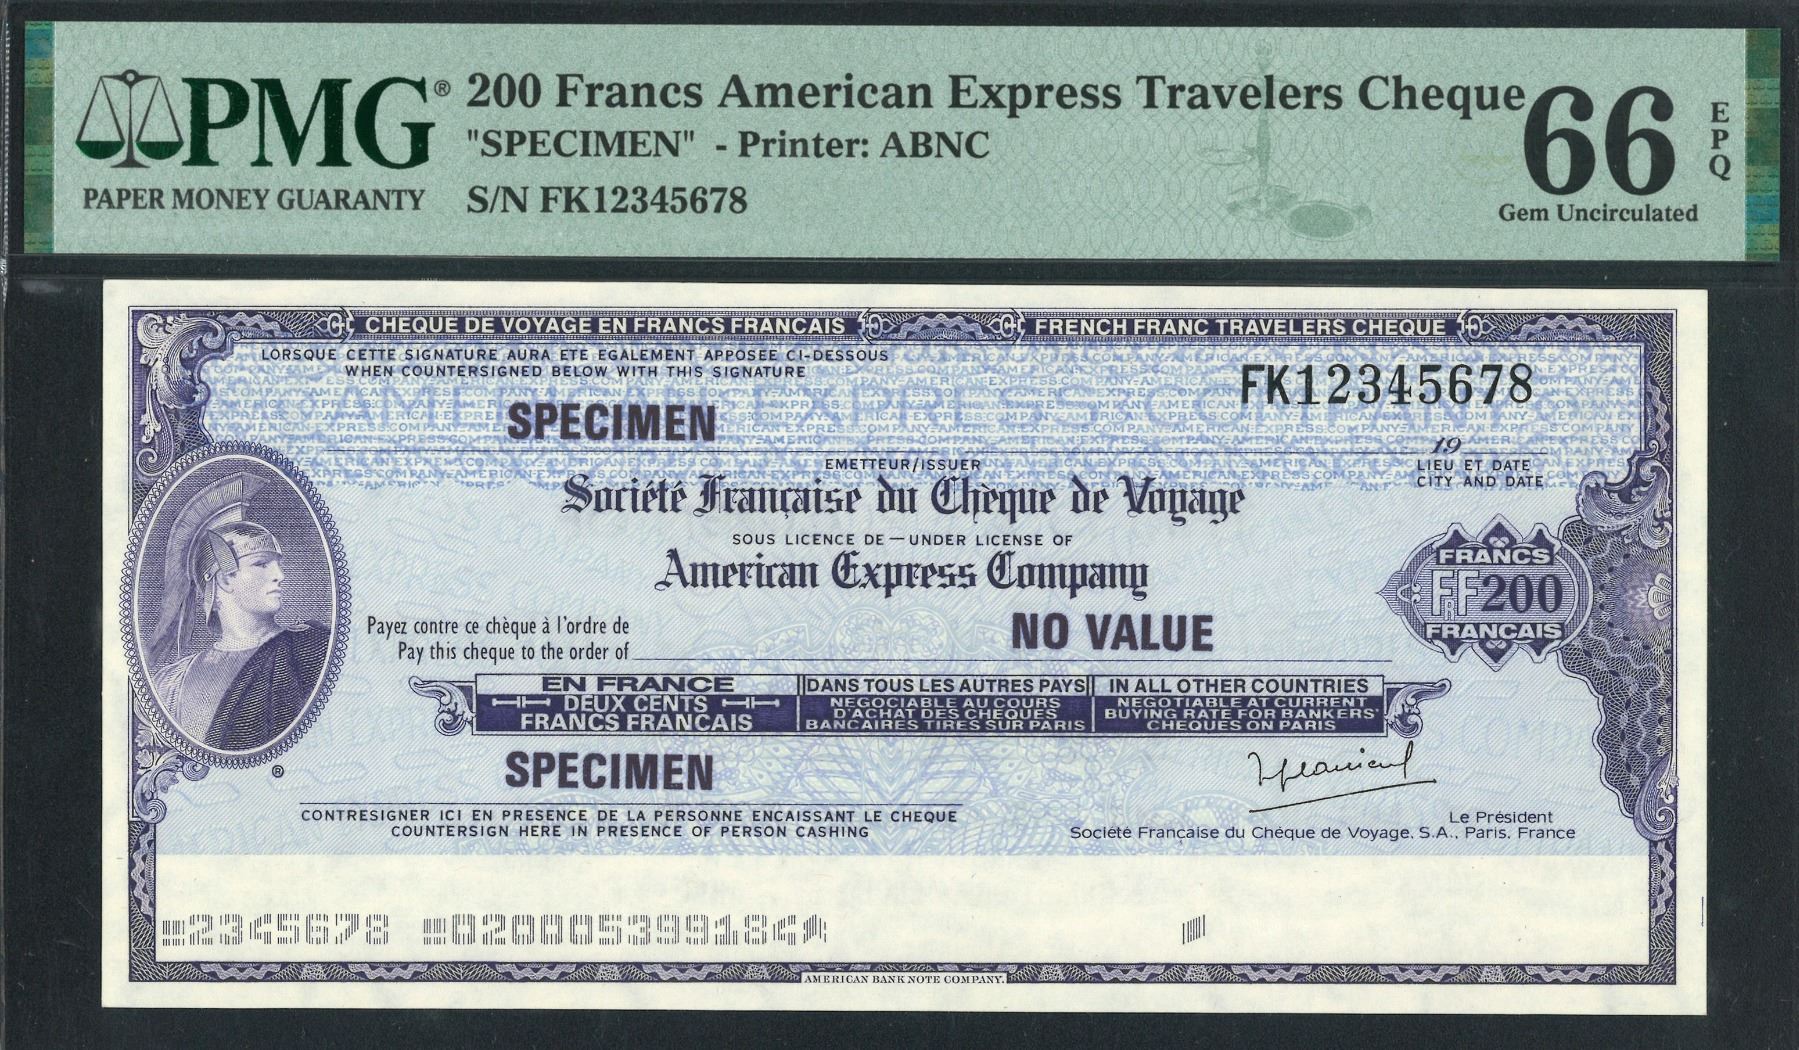 PMG®
PAPER MONEY GUARANTY
200 Francs American Express Travelers Cheque
"SPECIMEN" - Printer: ABNC
S/N FK12345678
66
EPQ
Gem Uncirculated
CHEQUE DE VOYAGE EN FRANCS FRANCAIS
FRENCH FRANC TRAVELERS CHEQUE
LORSQUE CETTE SIGNATURE AURA ETE EGALEMENT APPOSEE CI-DESSOUS
WHEN COUNTERSIGNED BELOW WITH THIS SIGNATURE
FK12345678
AMERICAN EXPRESS COMPANY
SPECIMEN
19
EMETTEUR/ISSUER
LIEU ET DATE
CITY AND DATE
Société Française du Chèque de Voyage
SOUS LICENCE DE — UNDER LICENSE OF
American Express Company
FRANCS
FF200
FRANCAIS
Payez contre ce chèque à l'ordre de
Pay this cheque to the order of
NO VALUE
EN FRANCE
DEUX CENTS
FRANCS FRANCAIS
DANS TOUS LES AUTRES PAYS
NEGOCIABLE AU COURS
D'ACHAT DES CHEQUES
BANCAIRES TIRES SUR PARIS
IN ALL OTHER COUNTRIES
NEGOTIABLE AT CURRENT
BUYING RATE FOR BANKERS'
CHEQUES ON PARIS
®
SPECIMEN
CONTRESIGNER ICI EN PRESENCE DE LA PERSONNE ENCAISSANT LE CHEQUE
COUNTERSIGN HERE IN PRESENCE OF PERSON CASHING
Le Président
Société Française du Chèque de Voyage, S.A., Paris, France
2345678 02000053991844
AMERICAN BANK NOTE COMPANY.